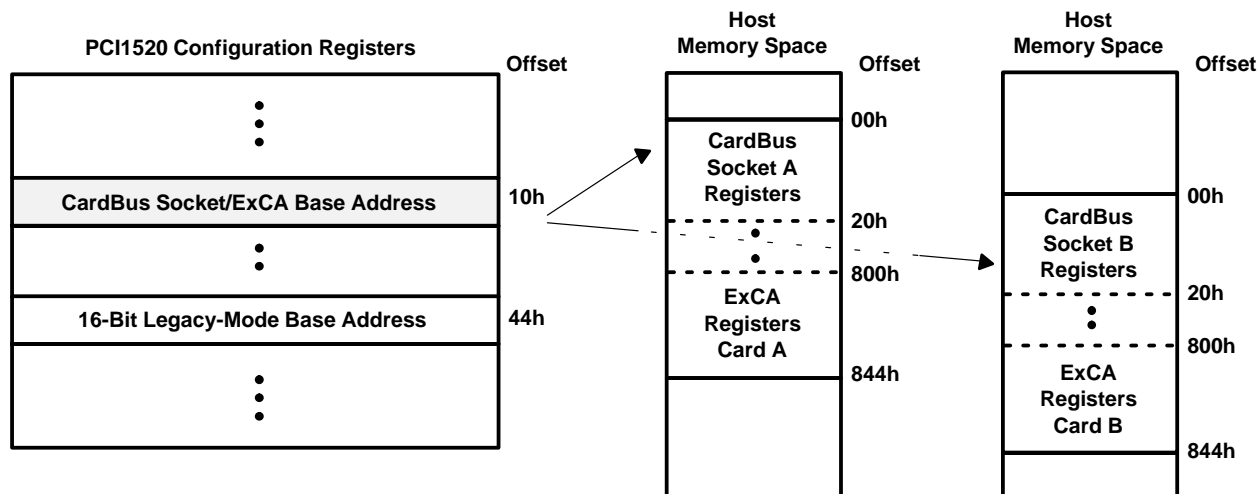 PCI1520 Configuration Registers
Offset
CardBus Socket/ExCA Base Address
10h
16-Bit Legacy-Mode Base Address
44h
Host
Memory Space
Offset
00h
CardBus
Socket A
Registers
20h
800h
ExCA
Registers
Card A
844h
Host
Memory Space
Offset
00h
CardBus
Socket B
Registers
20h
800h
ExCA
Registers
Card B
844h